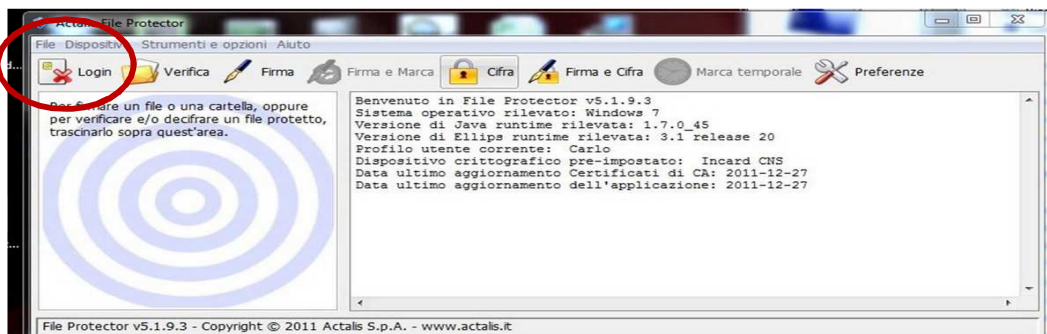 Actalis File Protector
File Dispositivi Strumenti e opzioni Aiuto
Login Verifica Firma Firma e Marca Cifra Firma e Cifra Marca temporale Preferenze
Per firmare un file o una cartella, oppure
per verificare e/o decifrare un file protetto,
trascinarlo sopra quest'area.
Benvenuto in File Protector v5.1.9.3
Sistema operativo rilevato: Windows 7
Versione di Java runtime rilevata: 1.7.0_45
Versione di Ellips runtime rilevata: 3.1 release 20
Profilo utente corrente: Carlo
Dispositivo crittografico pre-impostato: Incard CNS
Data ultimo aggiornamento Certificati di CA: 2011-12-27
Data ultimo aggiornamento dell'applicazione: 2011-12-27
File Protector v5.1.9.3 - Copyright © 2011 Actalis S.p.A. - www.actalis.it